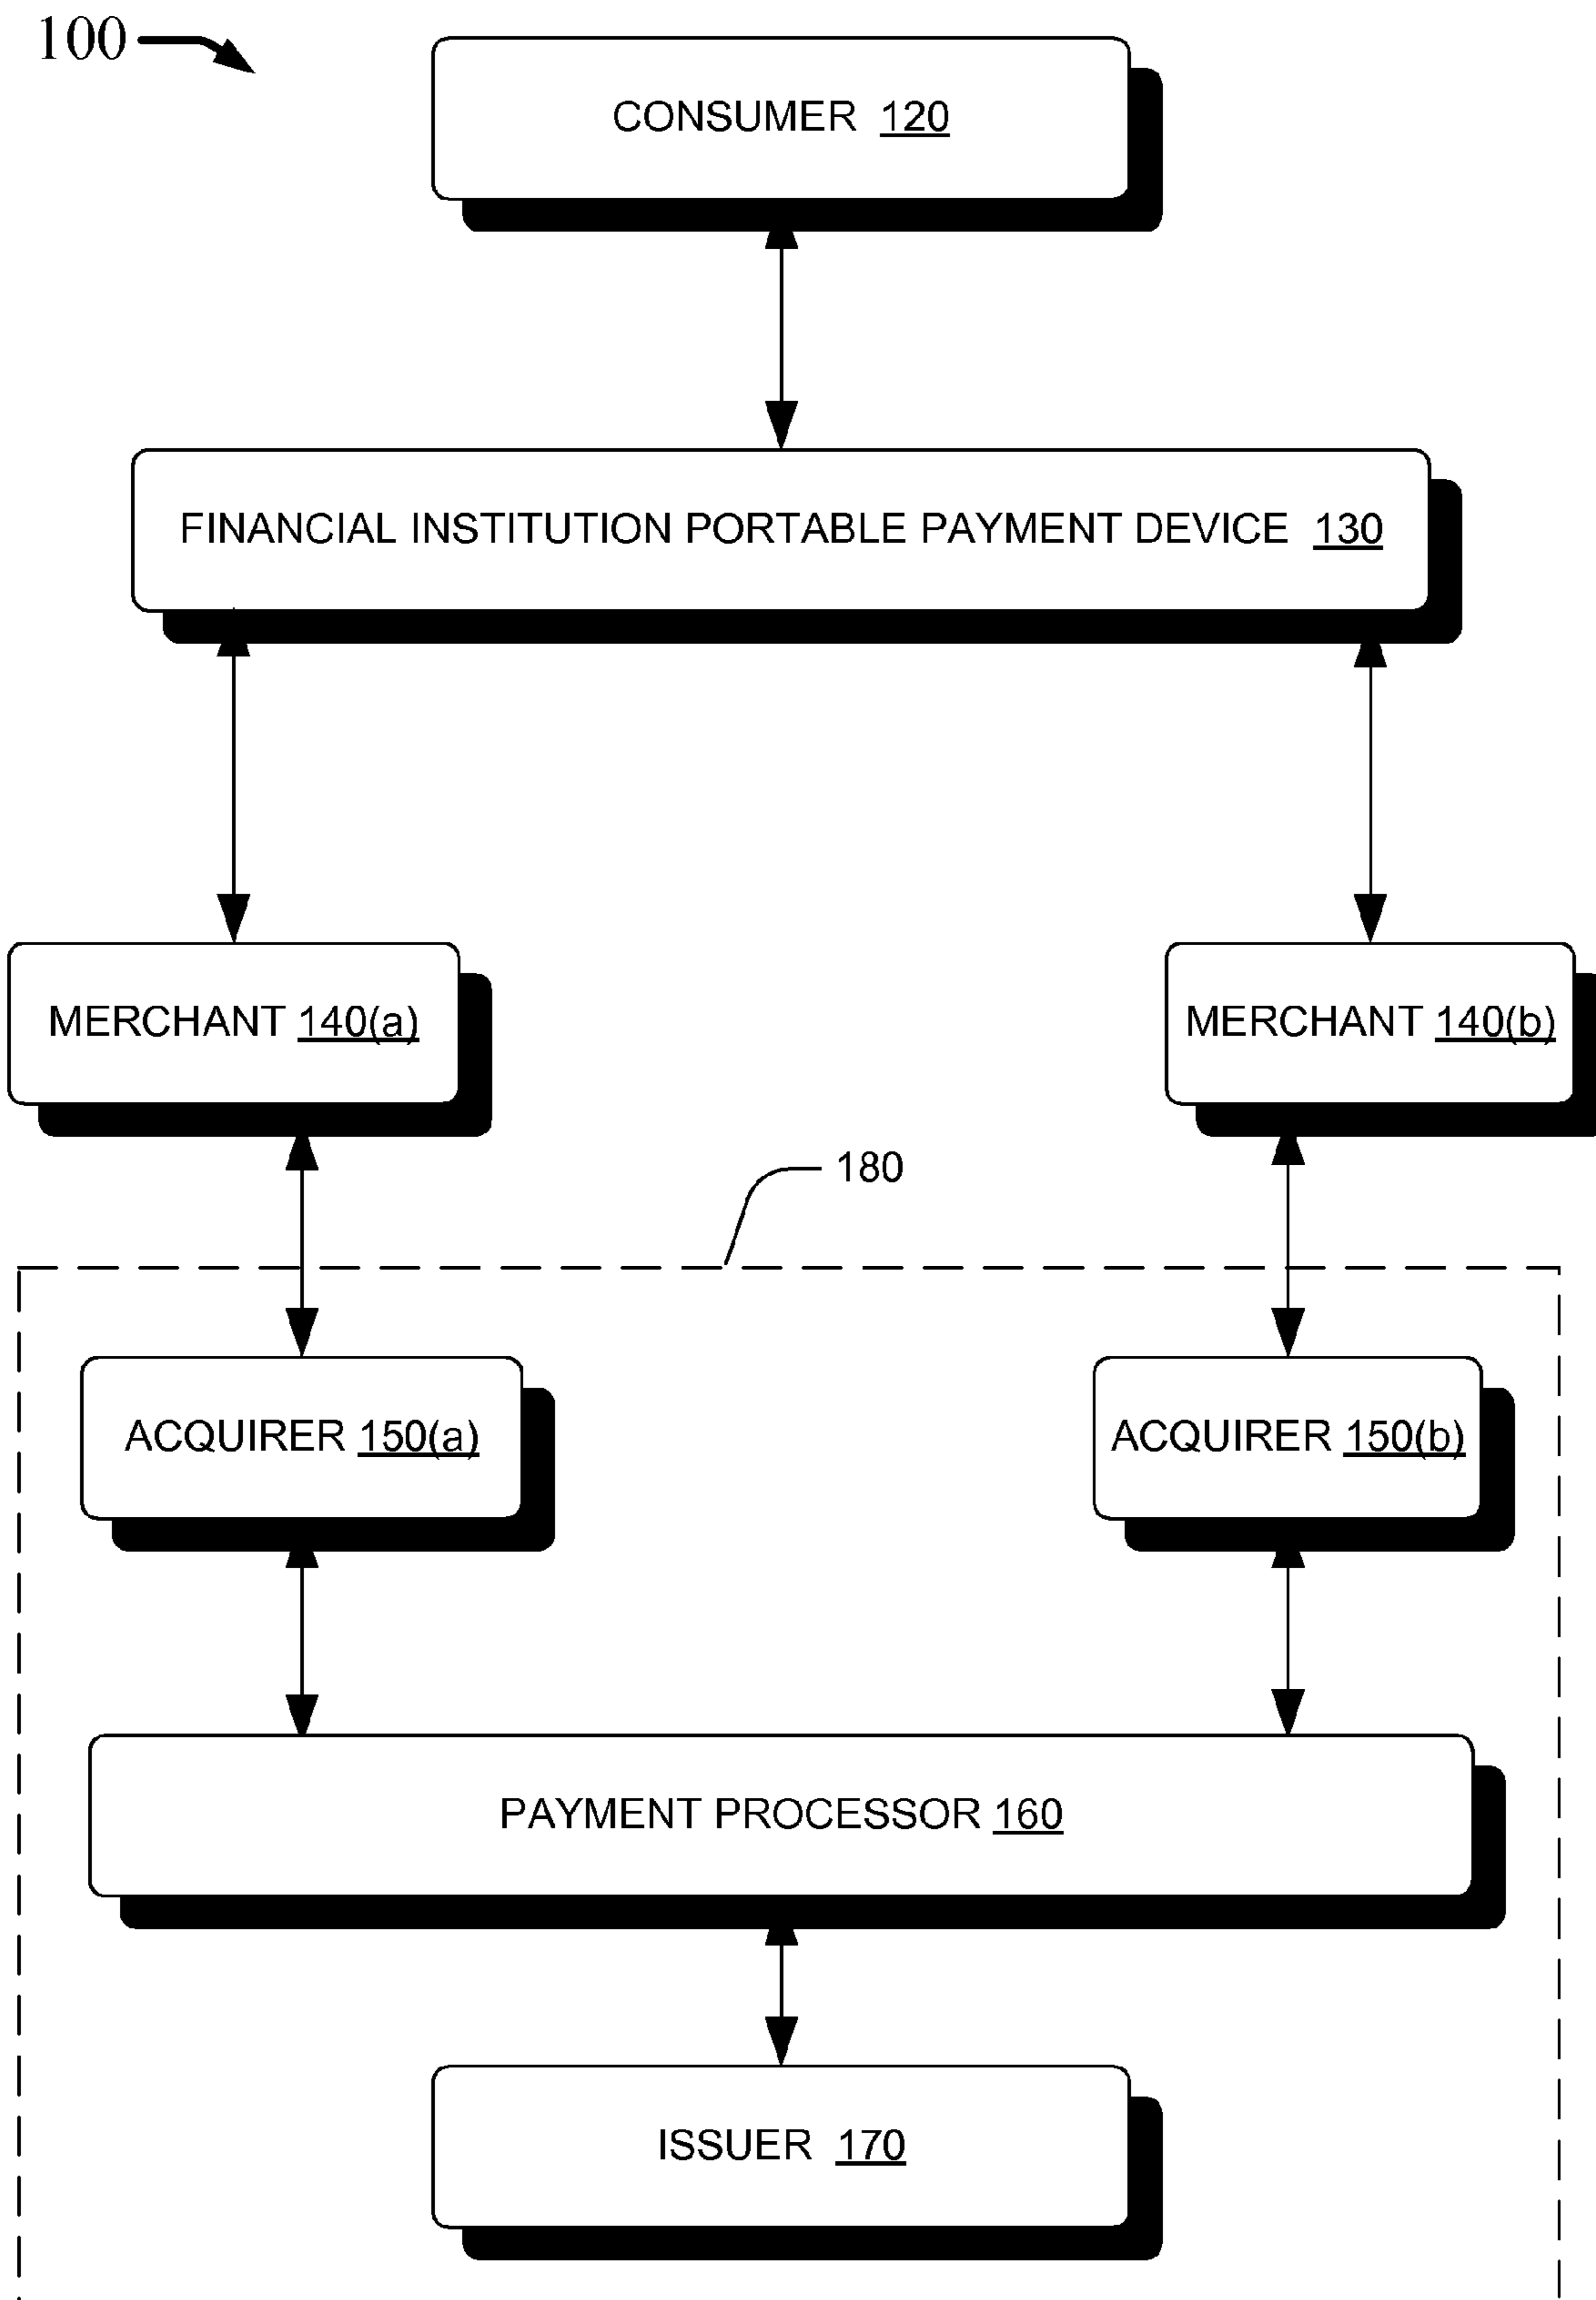 100
CONSUMER 120
FINANCIAL INSTITUTION PORTABLE PAYMENT DEVICE 130
MERCHANT 140(a)
MERCHANT 140(b)
180
ACQUIRER 150(a)
ACQUIRER 150(b)
PAYMENT PROCESSOR 160
ISSUER 170